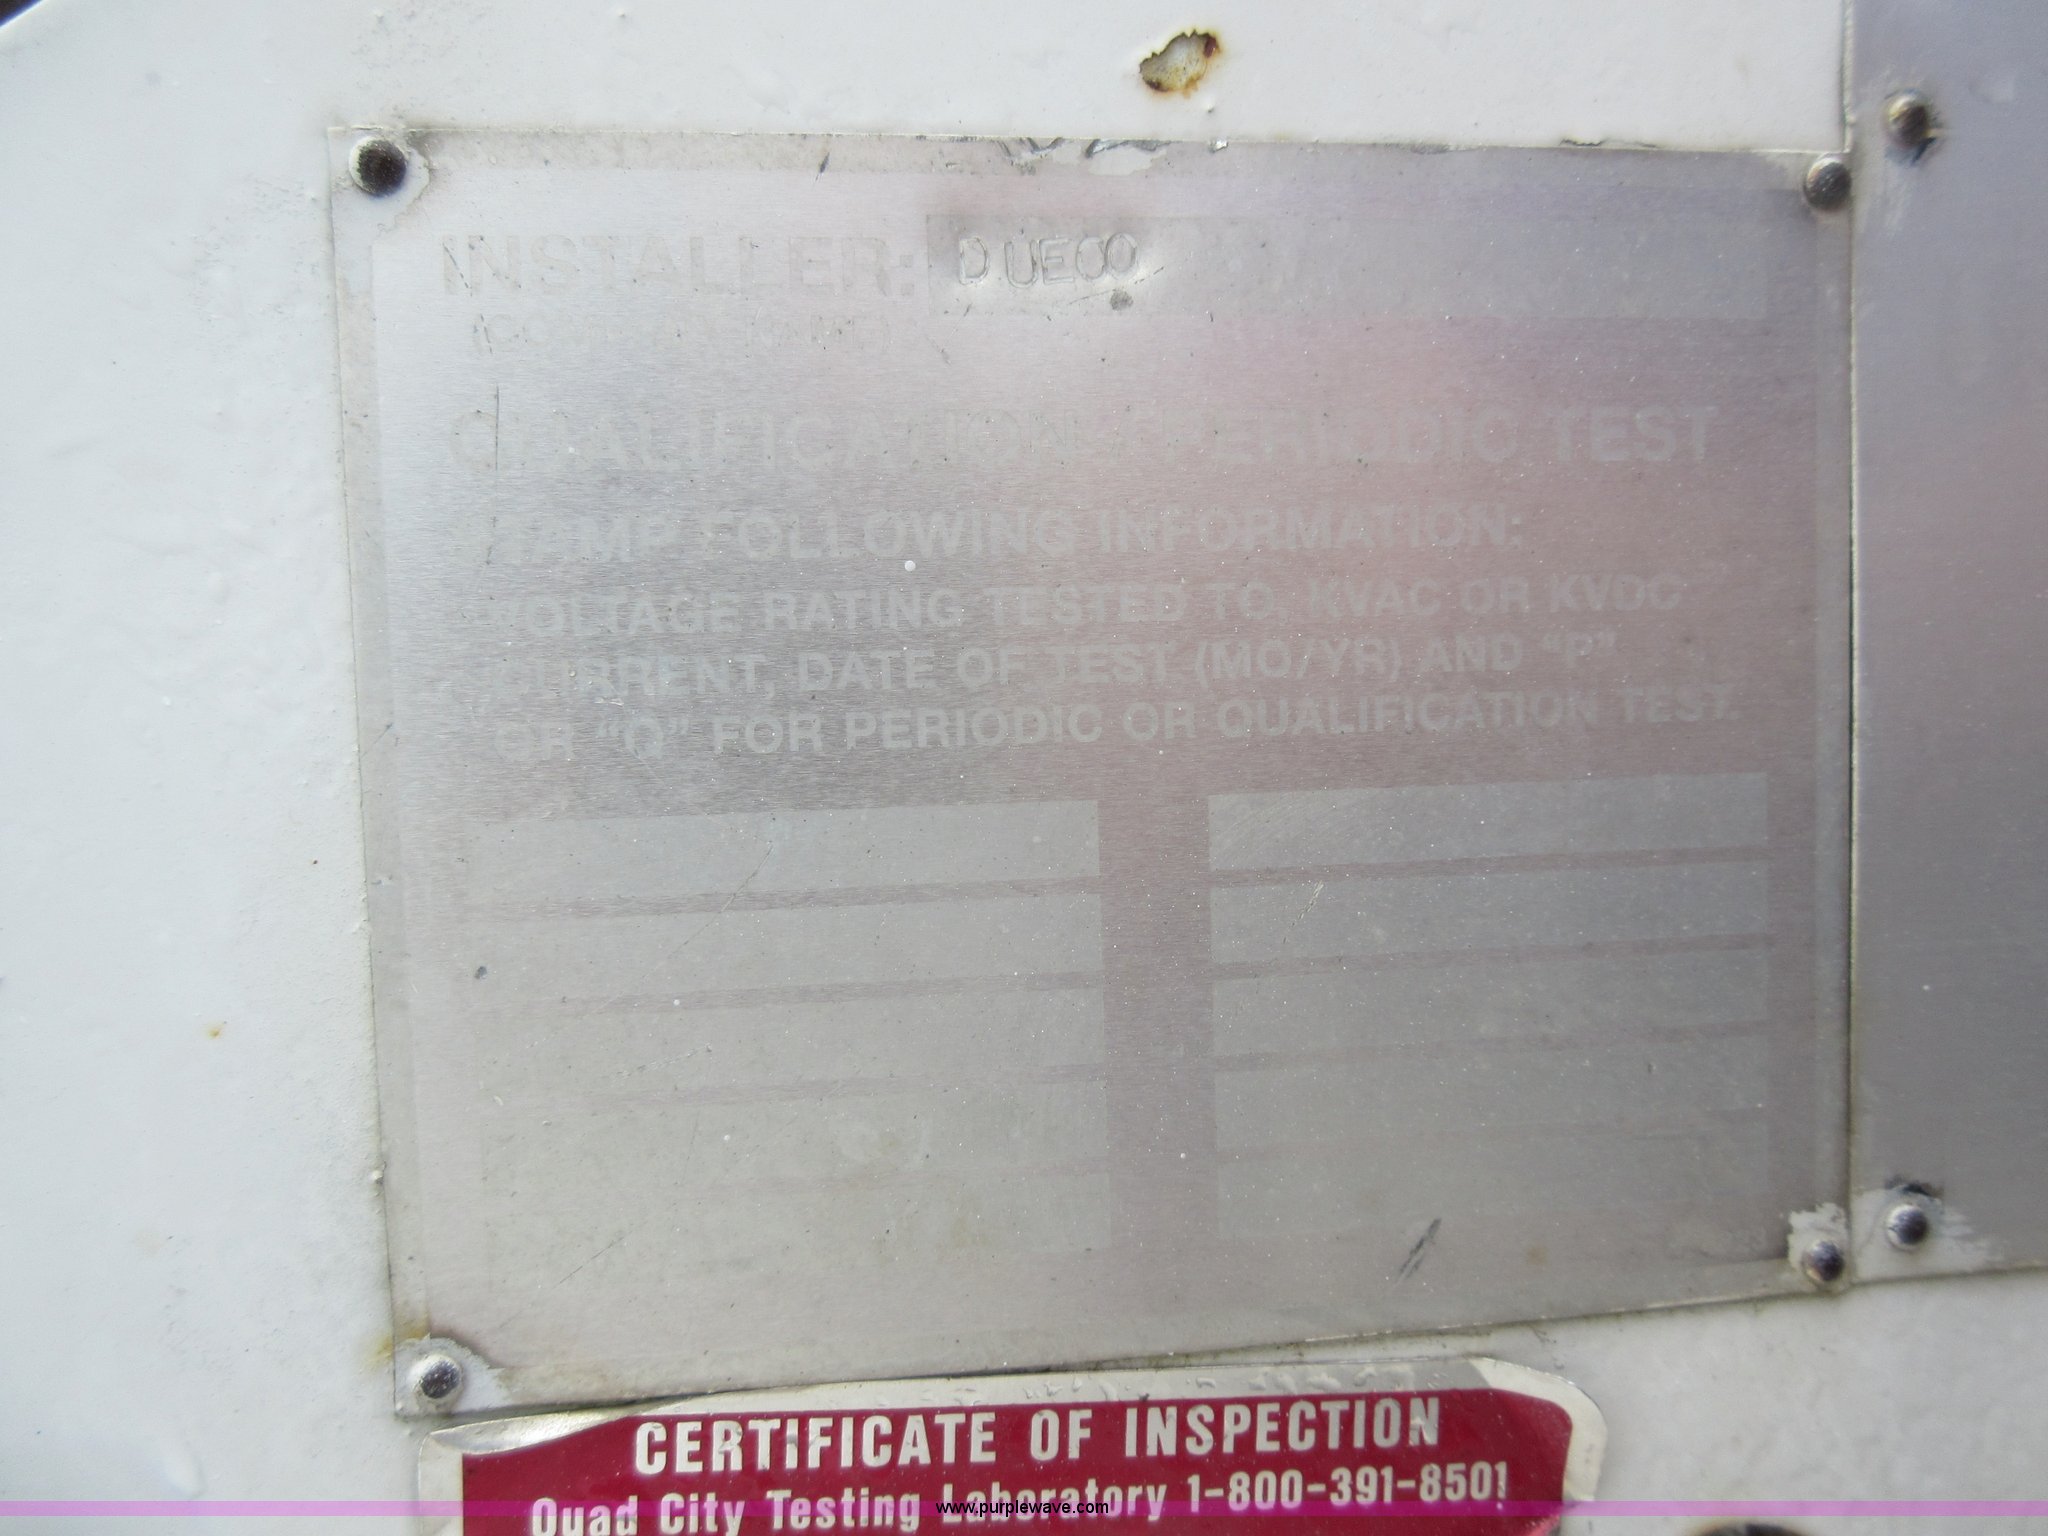 INSTALLER: DUECO
(COMPANY NAME)
QUALIFICATION / PERIODIC TEST
STAMP FOLLOWING INFORMATION:
VOLTAGE RATING TESTED TO, KVAC OR KVDC
CURRENT, DATE OF TEST (MO/YR) AND "P"
OR "Q" FOR PERIODIC OR QUALIFICATION TEST.
CERTIFICATE OF INSPECTION
Quad City Testing Laboratory 1-800-391-8501
www.purplewave.com